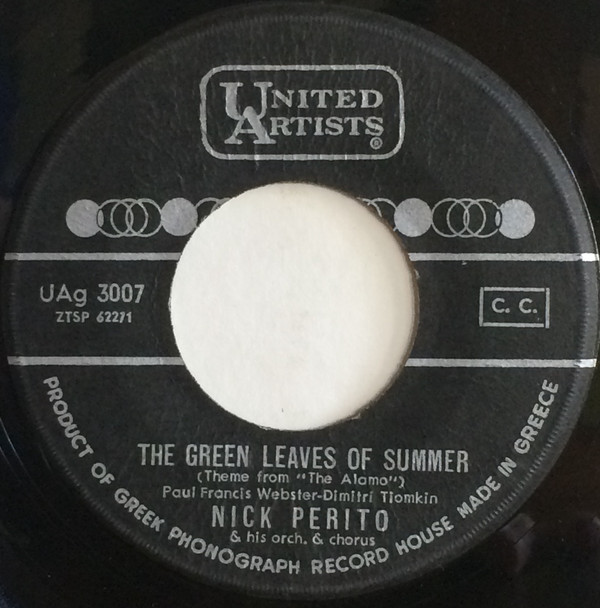 UNITED
ARTISTS®
UAg 3007
ZTSP 62271
C. C.
THE GREEN LEAVES OF SUMMER
(Theme from "The Alamo")
Paul Francis Webster-Dimitri Tiomkin
NICK PERITO
& his orch. & chorus
PRODUCT OF GREEK PHONOGRAPH RECORD HOUSE MADE IN GREECE